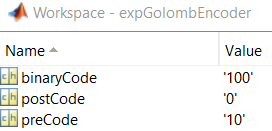 Workspace - expGolombEncoder
Name Value
binaryCode '100'
postCode '0'
preCode '10'